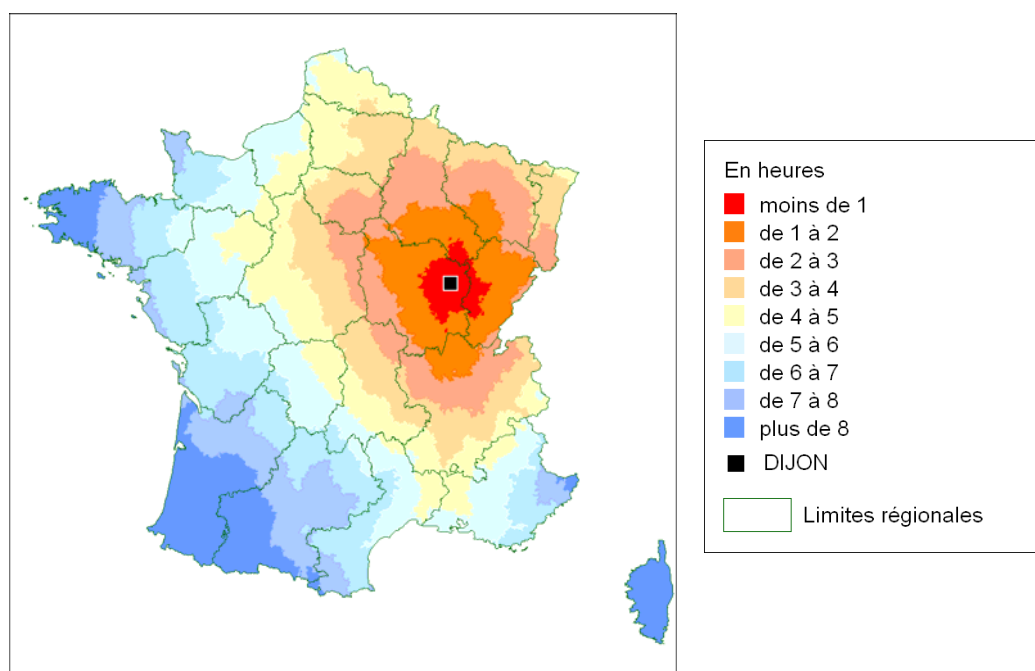 En heures
moins de 1
de 1 à 2
de 2 à 3
de 3 à 4
de 4 à 5
de 5 à 6
de 6 à 7
de 7 à 8
plus de 8
DIJON
Limites régionales